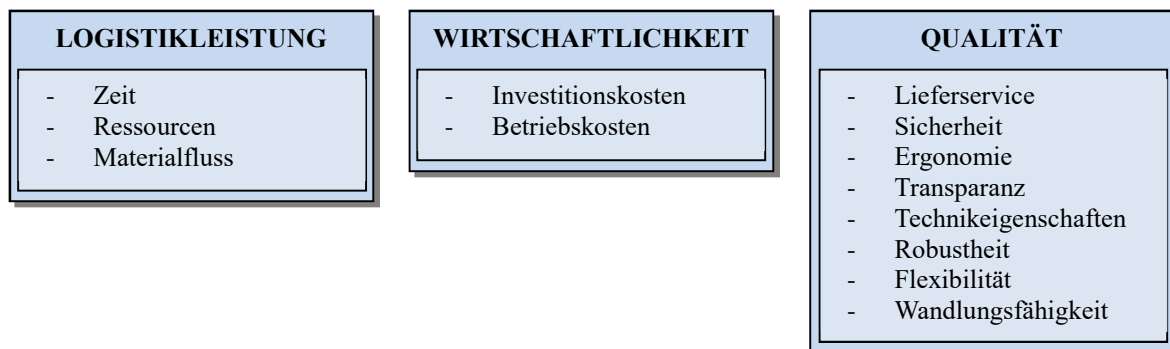 LOGISTIKLEISTUNG
- Zeit
- Ressourcen
- Materialfluss
WIRTSCHAFTLICHKEIT
- Investitionskosten
- Betriebskosten
QUALITÄT
- Lieferservice
- Sicherheit
- Ergonomie
- Transparanz
- Technikeigenschaften
- Robustheit
- Flexibilität
- Wandlungsfähigkeit